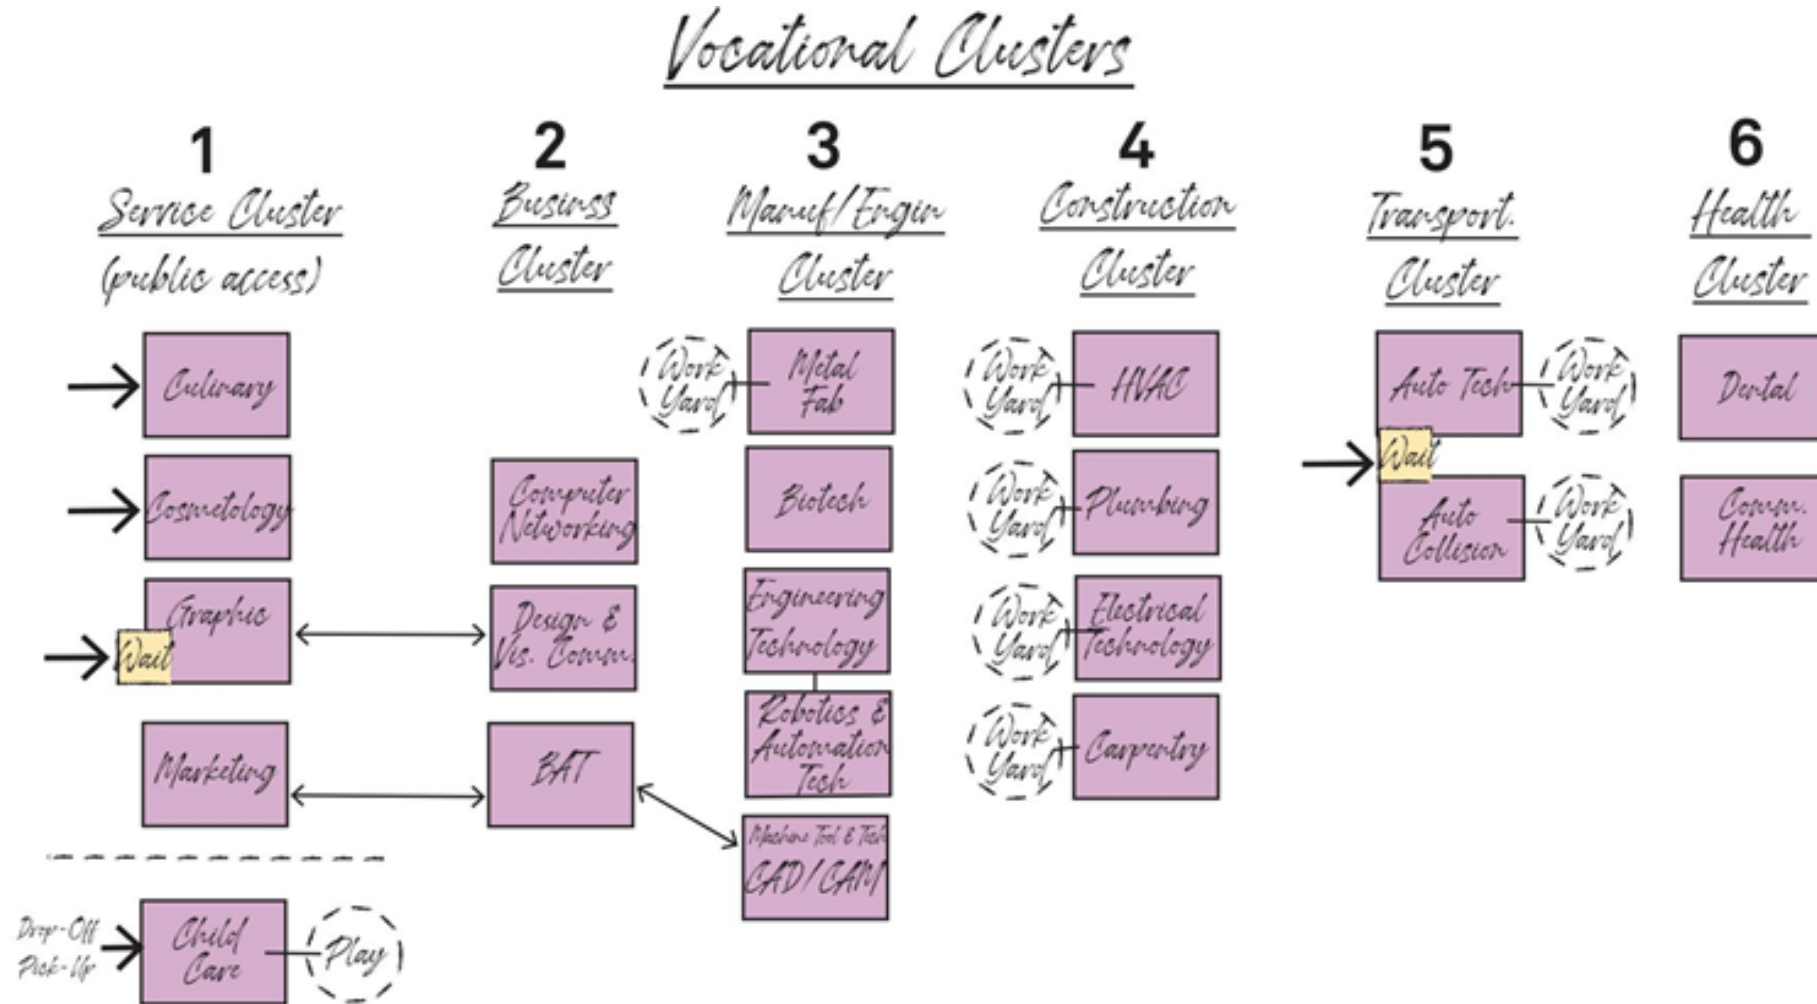 Vocational Clusters
1
Service Cluster
(public access)
Culinary
Cosmetology
Graphic
Wait
Marketing
Drop-Off
Pick-Up
Child
Care
Play
2
Businss
Cluster
Computer
Networking
Design &
Vis. Comm.
BAT
3
Manuf/Engin
Cluster
Work
Yard
Metal
Fab
Biotech
Engineering
Technology
Robotics &
Automation
Tech
Machine Tool & Tech
CAD/CAM
4
Construction
Cluster
Work
Yard
HVAC
Work
Yard
Plumbing
Work
Yard
Electrical
Technology
Work
Yard
Carpentry
5
Transport.
Cluster
Auto Tech
Work
Yard
Wait
Auto
Collision
Work
Yard
6
Health
Cluster
Dental
Comm.
Health